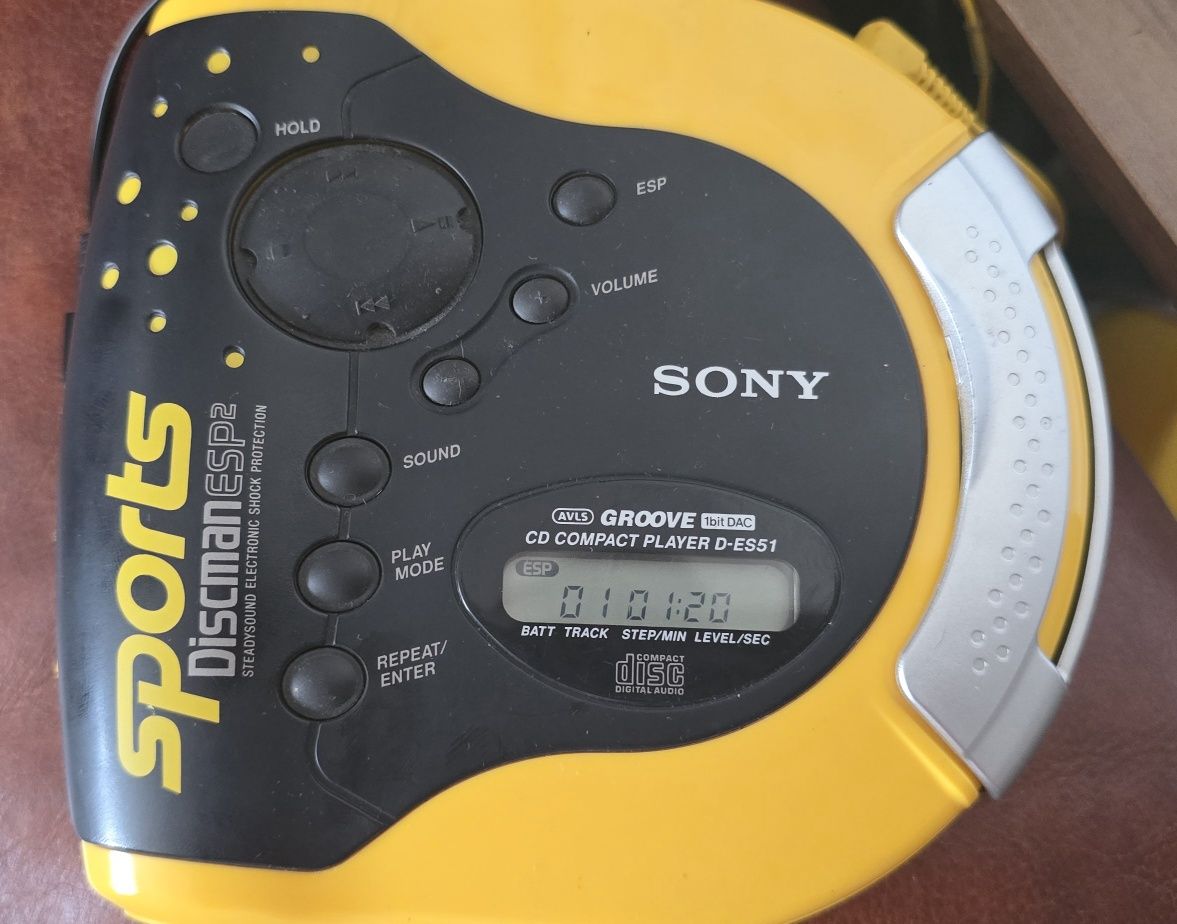 HOLD
ESP
VOLUME
SONY
SOUND
PLAY
MODE
REPEAT/
ENTER
sports
Discman ESP2
STEADYSOUND ELECTRONIC SHOCK PROTECTION
AVLS GROOVE 1bit DAC
CD COMPACT PLAYER D-ES51
ESP
01 01:20
BATT TRACK STEP/MIN LEVEL/SEC
COMPACT
disc
DIGITAL AUDIO